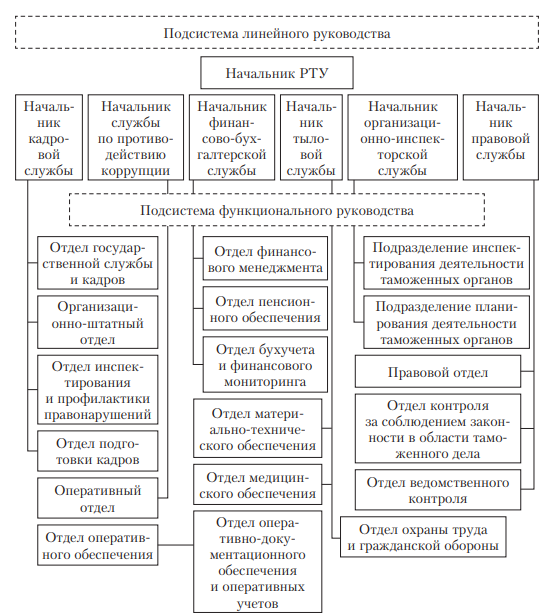 Подсистема линейного руководства
Начальник РТУ
Началь-
ник
кадро-
вой
службы
Начальник
службы
по противо-
действию
коррупции
Начальник
финан-
сово-бух-
галтерской
службы
Началь-
ник
тыло-
вой
службы
Начальник
организаци-
онно-инспек-
торской
службы
Началь-
ник
правовой
службы
Подсистема функционального руководства
Отдел государ-
ственной службы
и кадров
Организаци-
онно-штатный
отдел
Отдел инспек-
тирования
и профилактики
правонарушений
Отдел подго-
товки кадров
Оперативный
отдел
Отдел оператив-
ного обеспечения
Отдел финансо-
вого менеджмента
Отдел пенсион-
ного обеспечения
Отдел бухучета
и финансового
мониторинга
Отдел матери-
ально-техниче-
ского обеспечения
Отдел медицин-
ского обеспечения
Отдел опера-
тивно-доку-
ментационного
обеспечения
и оперативных
учетов
Подразделение инспек-
тирования деятельности
таможенных органов
Подразделение плани-
рования деятельности
таможенных органов
Правовой отдел
Отдел контроля
за соблюдением закон-
ности в области тамо-
женного дела
Отдел ведомственного
контроля
Отдел охраны труда
и гражданской обороны